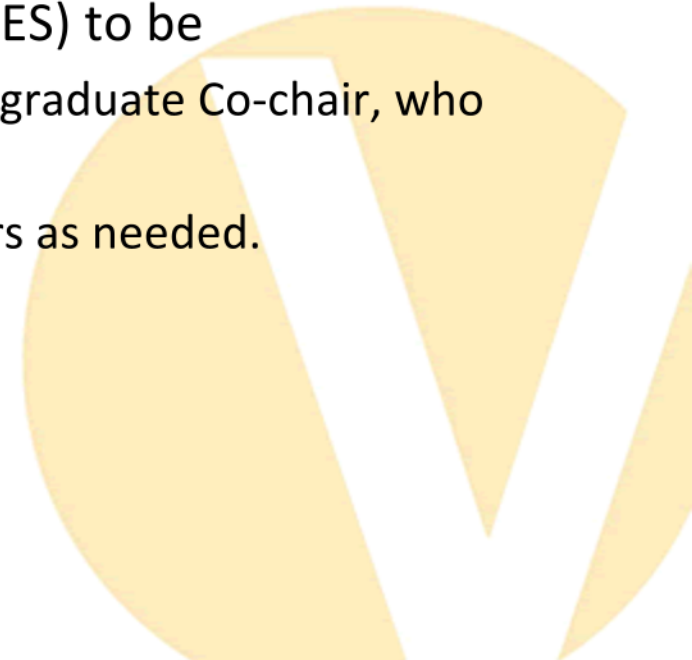 ES) to be
graduate Co-chair, who
rs as needed.